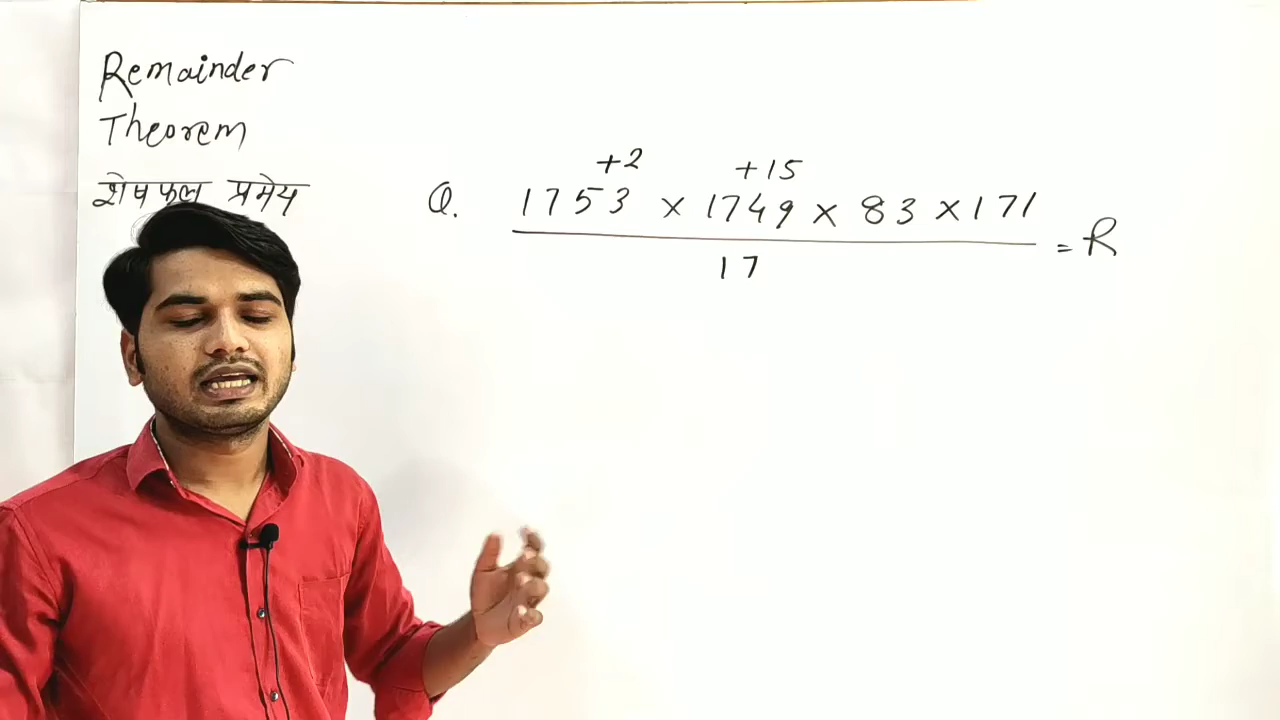 Remainder
Theorem
शेषफल प्रमेय
+2 +15
Q. 1753 × 1749 × 83 × 171
= R
17